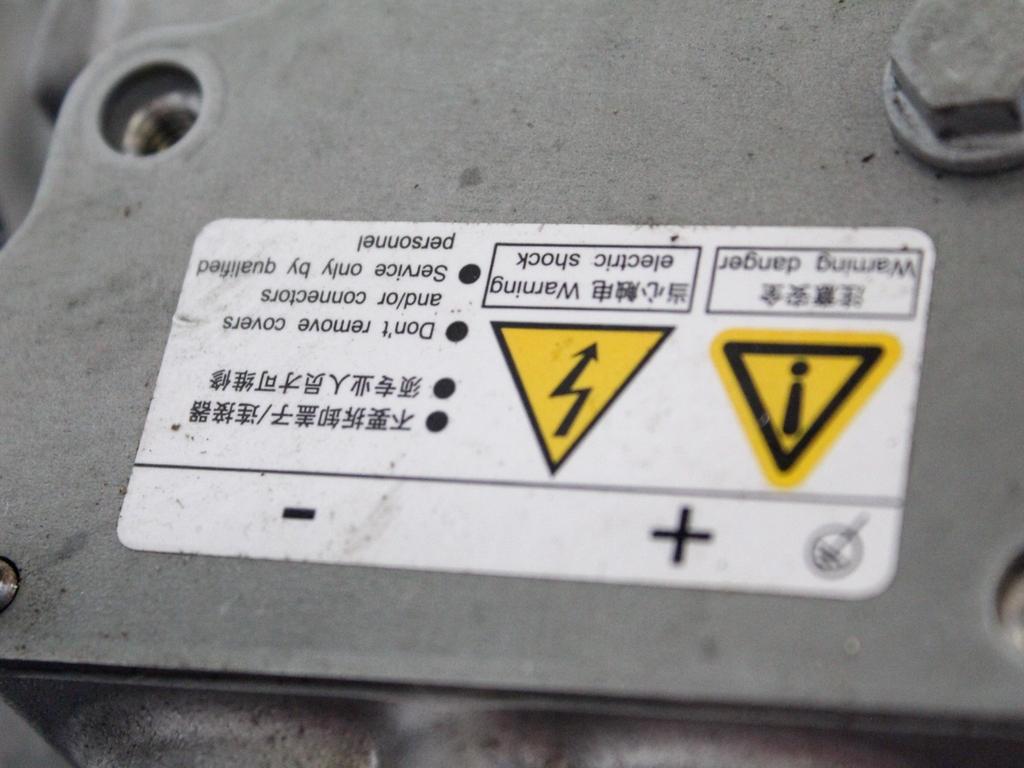 +
-
注意安全
Warning danger
当心触电 Warning
electric shock
● 不要拆卸盖子/连接器
● 须专业人员才可维修
● Don't remove covers
and/or connectors
● Service only by qualified
personnel